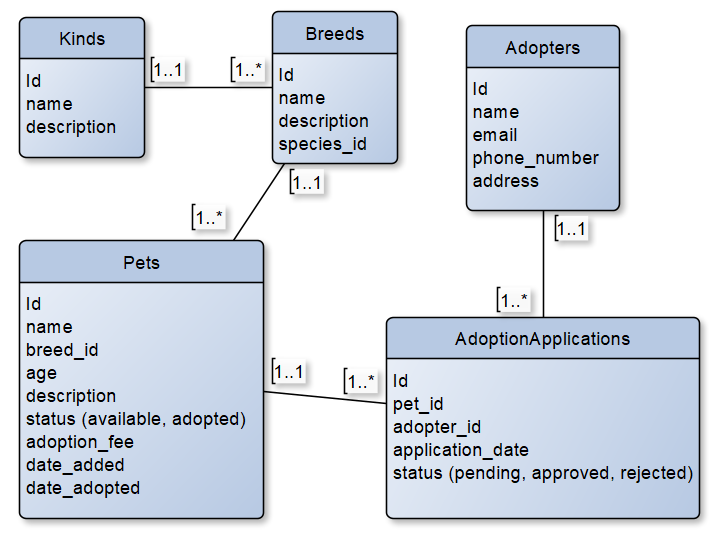 Kinds
Id
name
description
[1..1
[1..*
Breeds
Id
name
description
species_id
[1..1
[1..*
Adopters
Id
name
email
phone_number
address
[1..1
[1..*
Pets
Id
name
breed_id
age
description
status (available, adopted)
adoption_fee
date_added
date_adopted
[1..1
[1..*
AdoptionApplications
Id
pet_id
adopter_id
application_date
status (pending, approved, rejected)